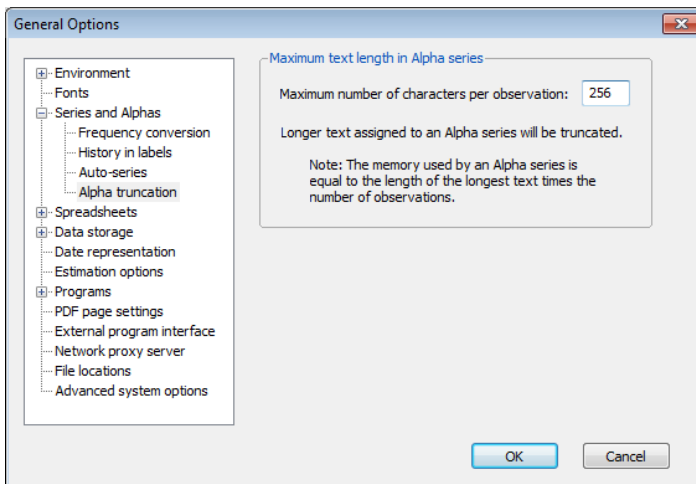 General Options
Environment
Fonts
Series and Alphas
Frequency conversion
History in labels
Auto-series
Alpha truncation
Spreadsheets
Data storage
Date representation
Estimation options
Programs
PDF page settings
External program interface
Network proxy server
File locations
Advanced system options
Maximum text length in Alpha series
Maximum number of characters per observation: 256
Longer text assigned to an Alpha series will be truncated.
Note: The memory used by an Alpha series is
equal to the length of the longest text times the
number of observations.
OK Cancel